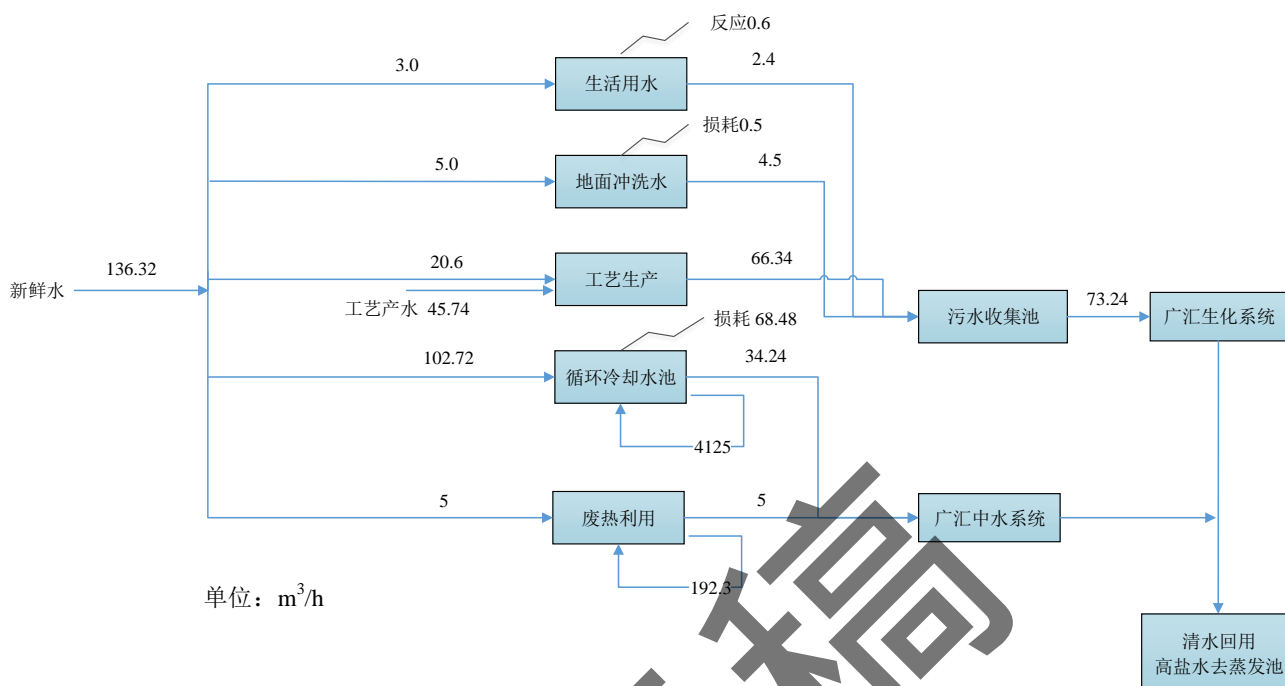 反应0.6
3.0
生活用水
2.4
损耗0.5
5.0
地面冲洗水
4.5
新鲜水
136.32
20.6
工艺生产
66.34
工艺产水 45.74
污水收集池
73.24
广汇生化系统
损耗 68.48
102.72
循环冷却水池
34.24
4125
5
废热利用
5
广汇中水系统
192.3
单位：m³/h
清水回用
高盐水去蒸发池
稿